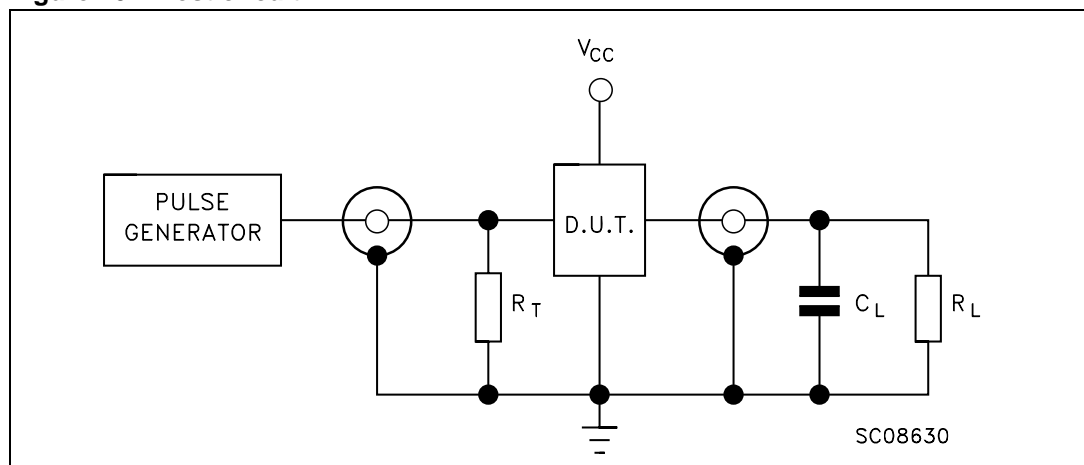 V_CC
PULSE
GENERATOR
D.U.T.
R_T
C_L
R_L
SC08630